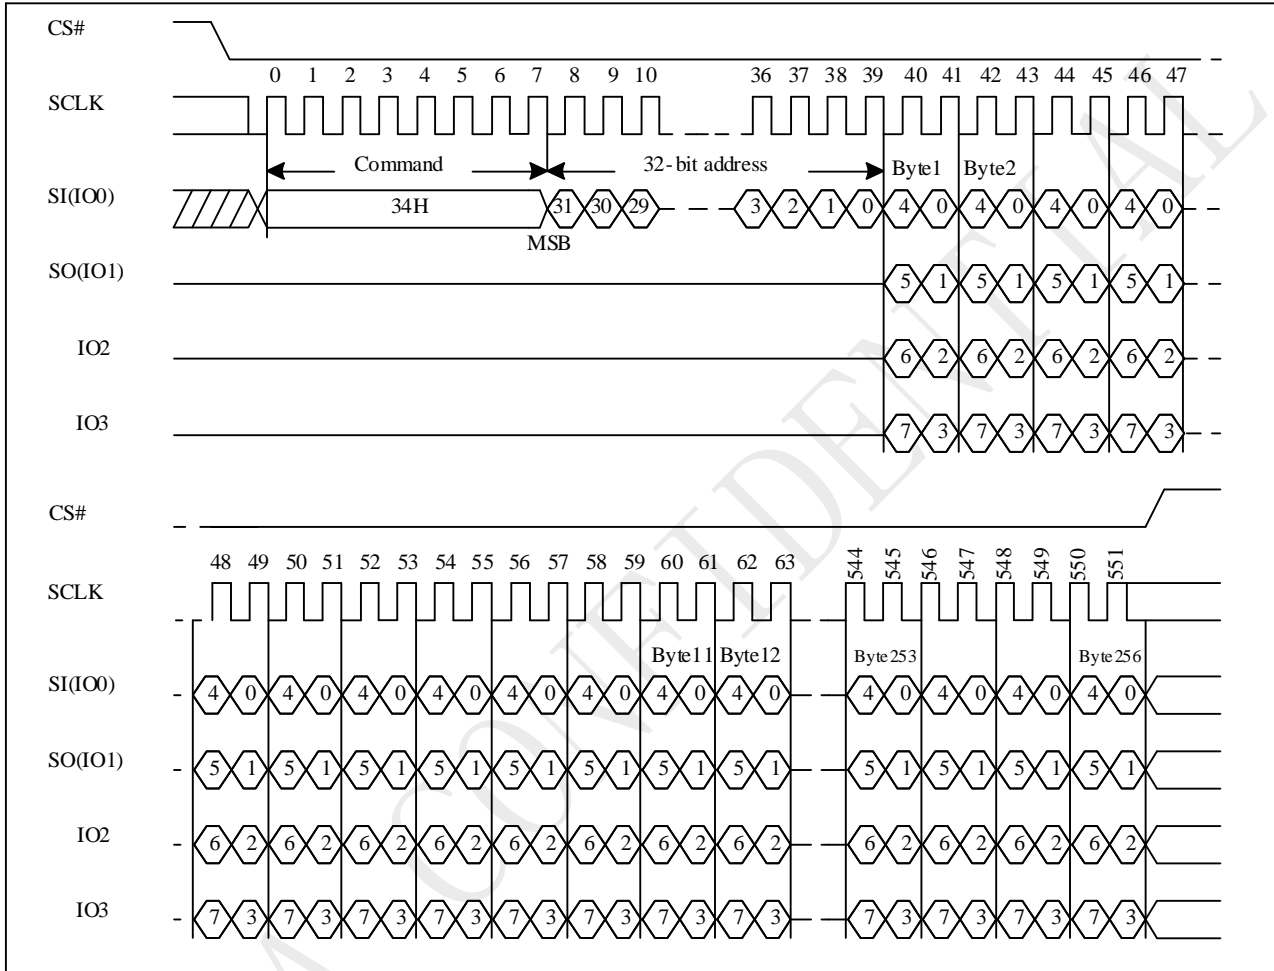 CS#
0 1 2 3 4 5 6 7 8 9 10 36 37 38 39 40 41 42 43 44 45 46 47
SCLK
Command 32-bit address Byte1 Byte2
SI(IO0) 34H 31 30 29 3 2 1 0 4 0 4 0 4 0 4 0
MSB
SO(IO1) 5 1 5 1 5 1 5 1
IO2 6 2 6 2 6 2 6 2
IO3 7 3 7 3 7 3 7 3
CS#
48 49 50 51 52 53 54 55 56 57 58 59 60 61 62 63 544 545 546 547 548 549 550 551
SCLK
Byte11 Byte12 Byte253 Byte256
SI(IO0) 4 0 4 0 4 0 4 0 4 0 4 0 4 0 4 0 4 0 4 0 4 0 4 0
SO(IO1) 5 1 5 1 5 1 5 1 5 1 5 1 5 1 5 1 5 1 5 1 5 1 5 1
IO2 6 2 6 2 6 2 6 2 6 2 6 2 6 2 6 2 6 2 6 2 6 2 6 2
IO3 7 3 7 3 7 3 7 3 7 3 7 3 7 3 7 3 7 3 7 3 7 3 7 3
CONFIDENTIAL